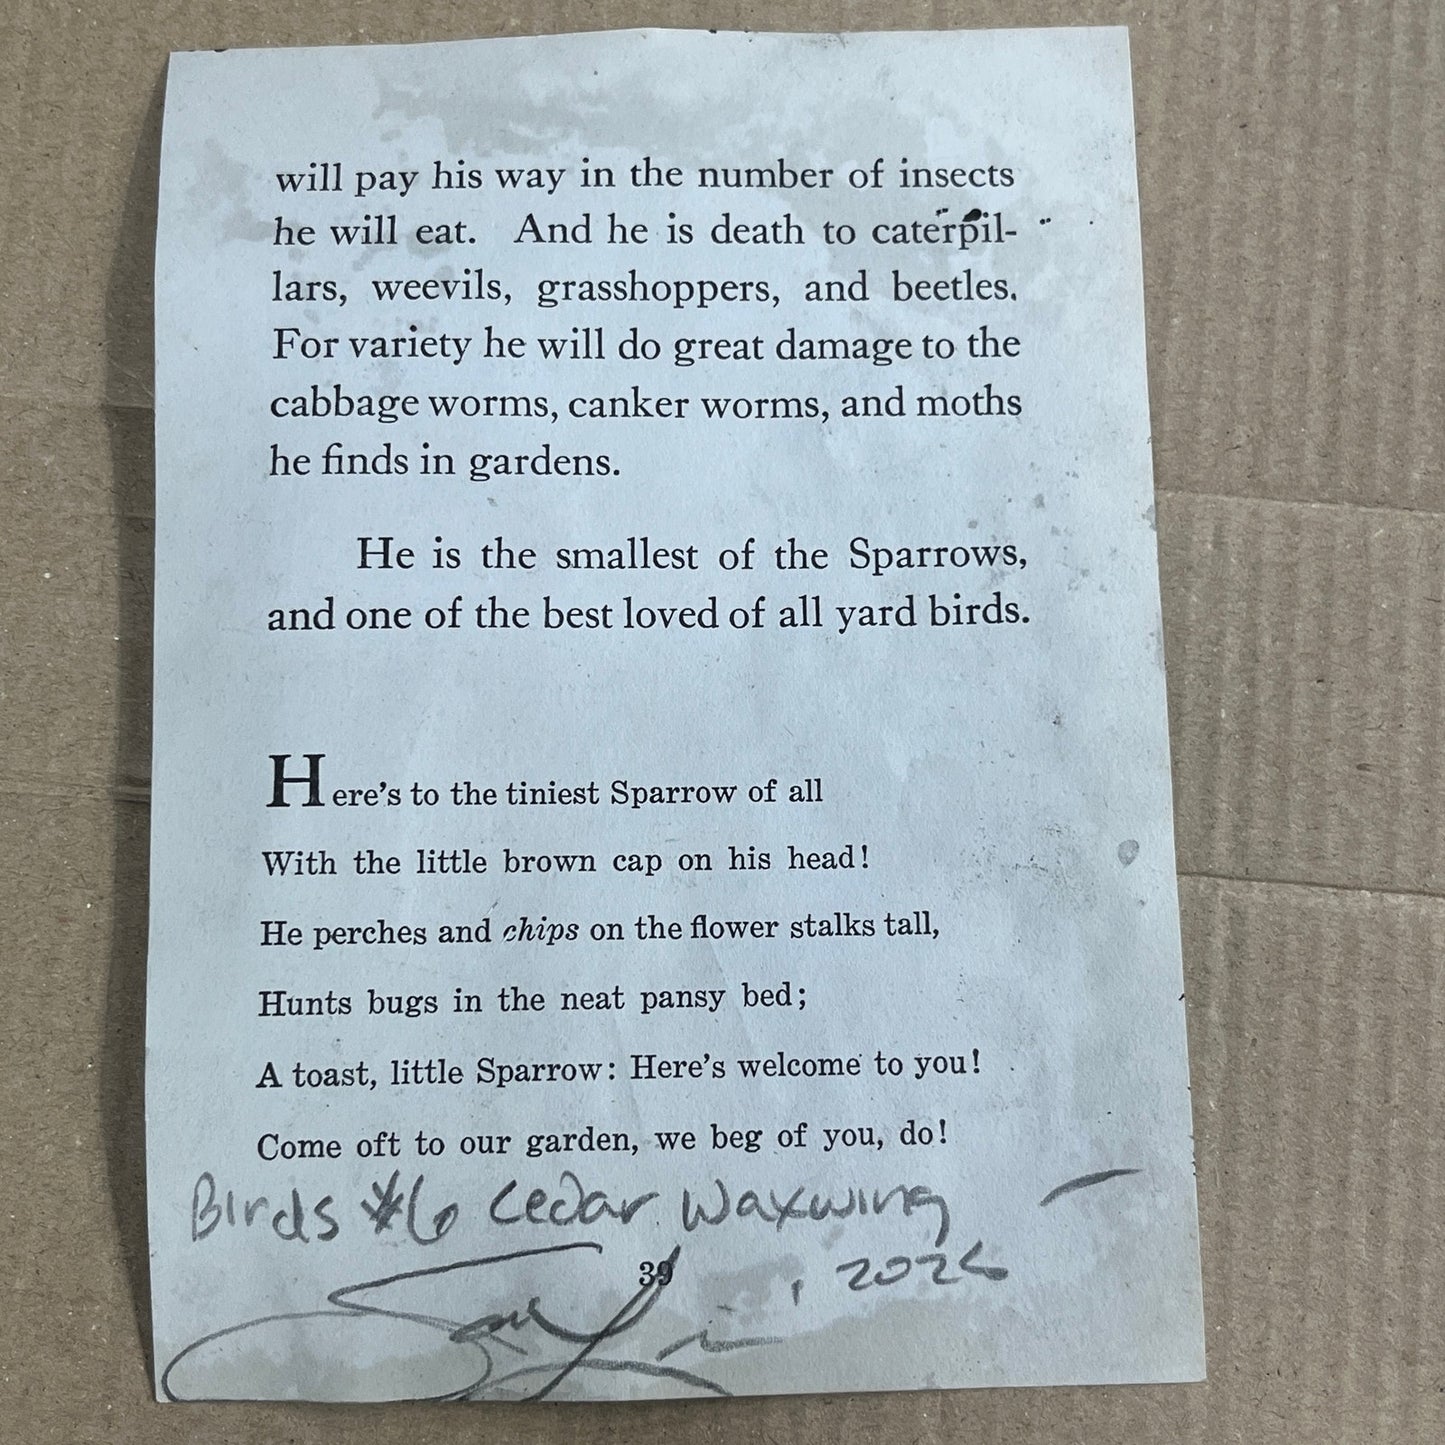 will pay his way in the number of insects
he will eat. And he is death to caterpil-
lars, weevils, grasshoppers, and beetles.
For variety he will do great damage to the
cabbage worms, canker worms, and moths
he finds in gardens.
He is the smallest of the Sparrows,
and one of the best loved of all yard birds.
Here's to the tiniest Sparrow of all
With the little brown cap on his head!
He perches and chips on the flower stalks tall,
Hunts bugs in the neat pansy bed;
A toast, little Sparrow: Here's welcome to you!
Come oft to our garden, we beg of you, do!
Birds #6 Cedar Waxwing -
39
, 2026